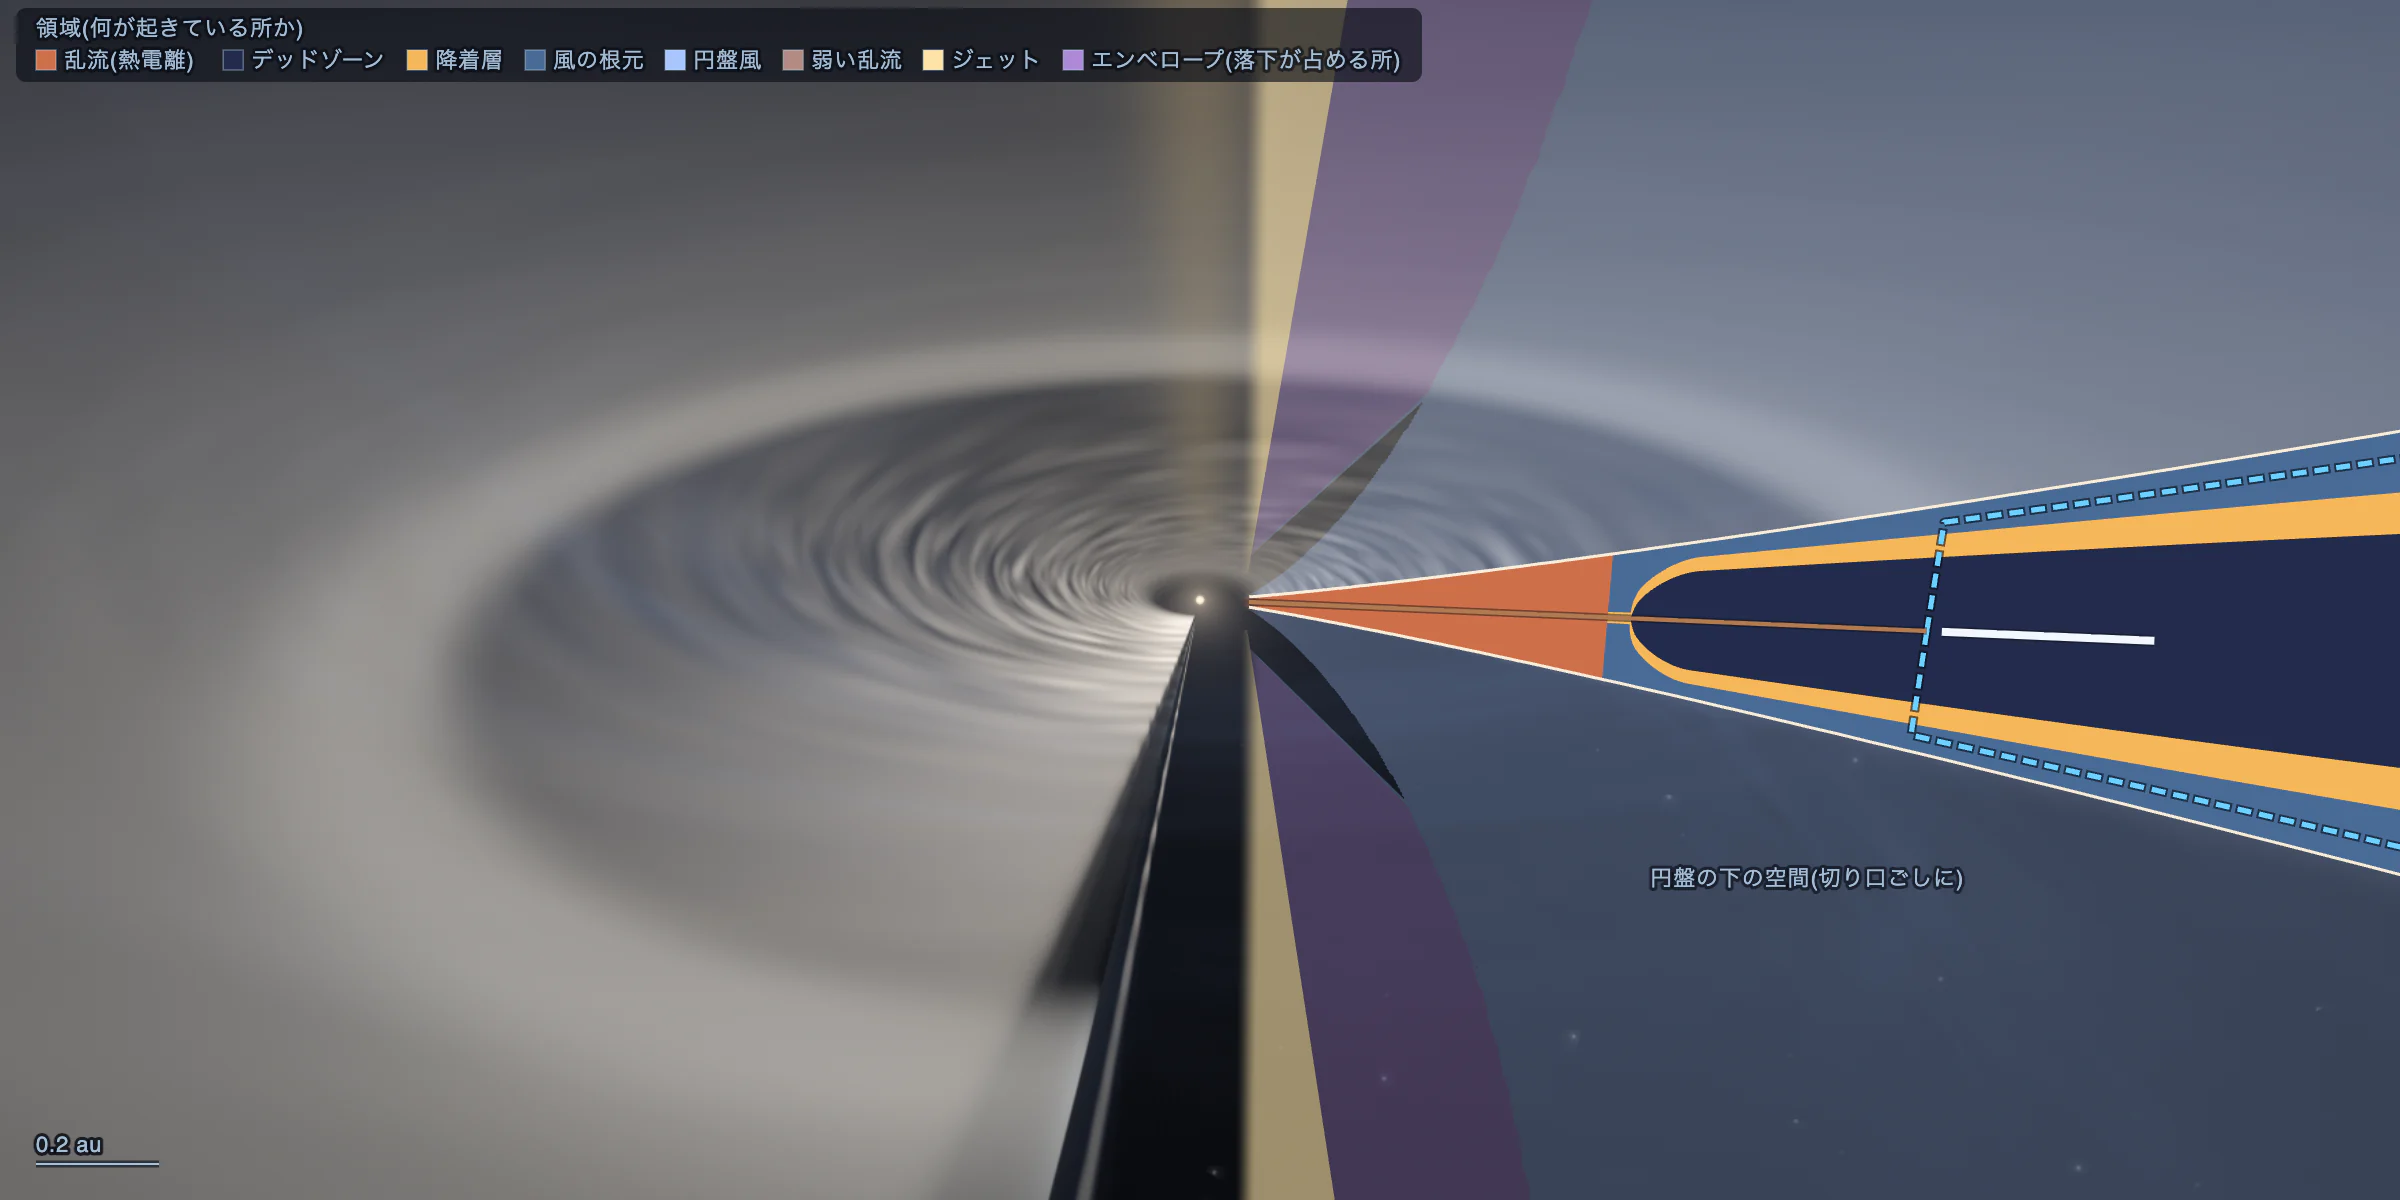 領域(何が起きている所か)
乱流(熱電離) デッドゾーン 降着層 風の根元 円盤風 弱い乱流 ジェット エンベロープ(落下が占める所)
円盤の下の空間(切り口ごしに)
0.2 au